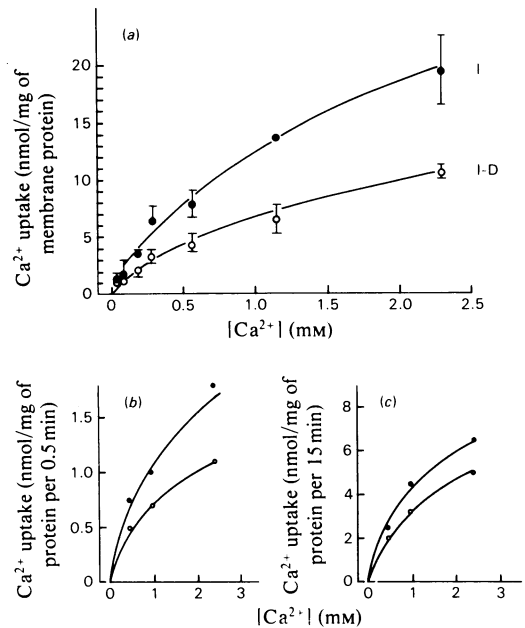 (a)
Ca2+ uptake (nmol/mg of
membrane protein)
20
15
10
5
0
I
I-D
0
0.5
1.0
1.5
2.0
2.5
[Ca2+] (mM)
(b)
Ca2+ uptake (nmol/mg of
protein per 0.5 min)
1.5
1.0
0.5
0
0
1
2
3
(c)
Ca2+ uptake (nmol/mg of
protein per 15 min)
8
6
4
2
0
0
1
2
3
[Ca2+] (mM)